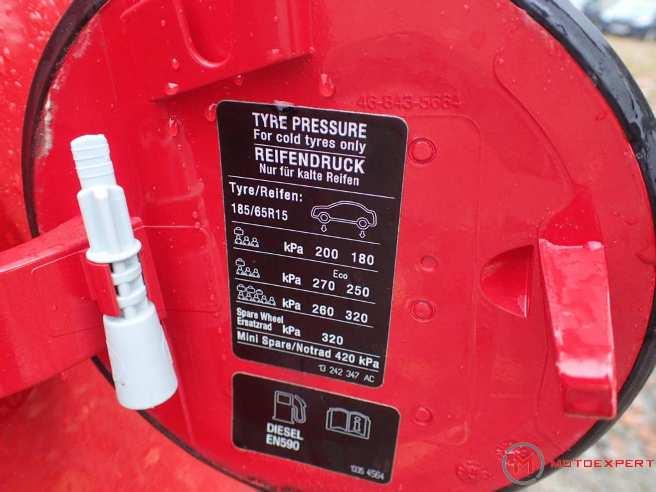 46-843-5664
TYRE PRESSURE
For cold tyres only
REIFENDRUCK
Nur für kalte Reifen
Tyre/Reifen:
185/65R15
kPa 200 180
Eco
kPa 270 250
kPa 260 320
Spare Wheel
Ersatzrad kPa 320
Mini Spare/Notrad 420 kPa
13 242 347 AC
DIESEL
EN590
1335 4564
MOTOEXPERT